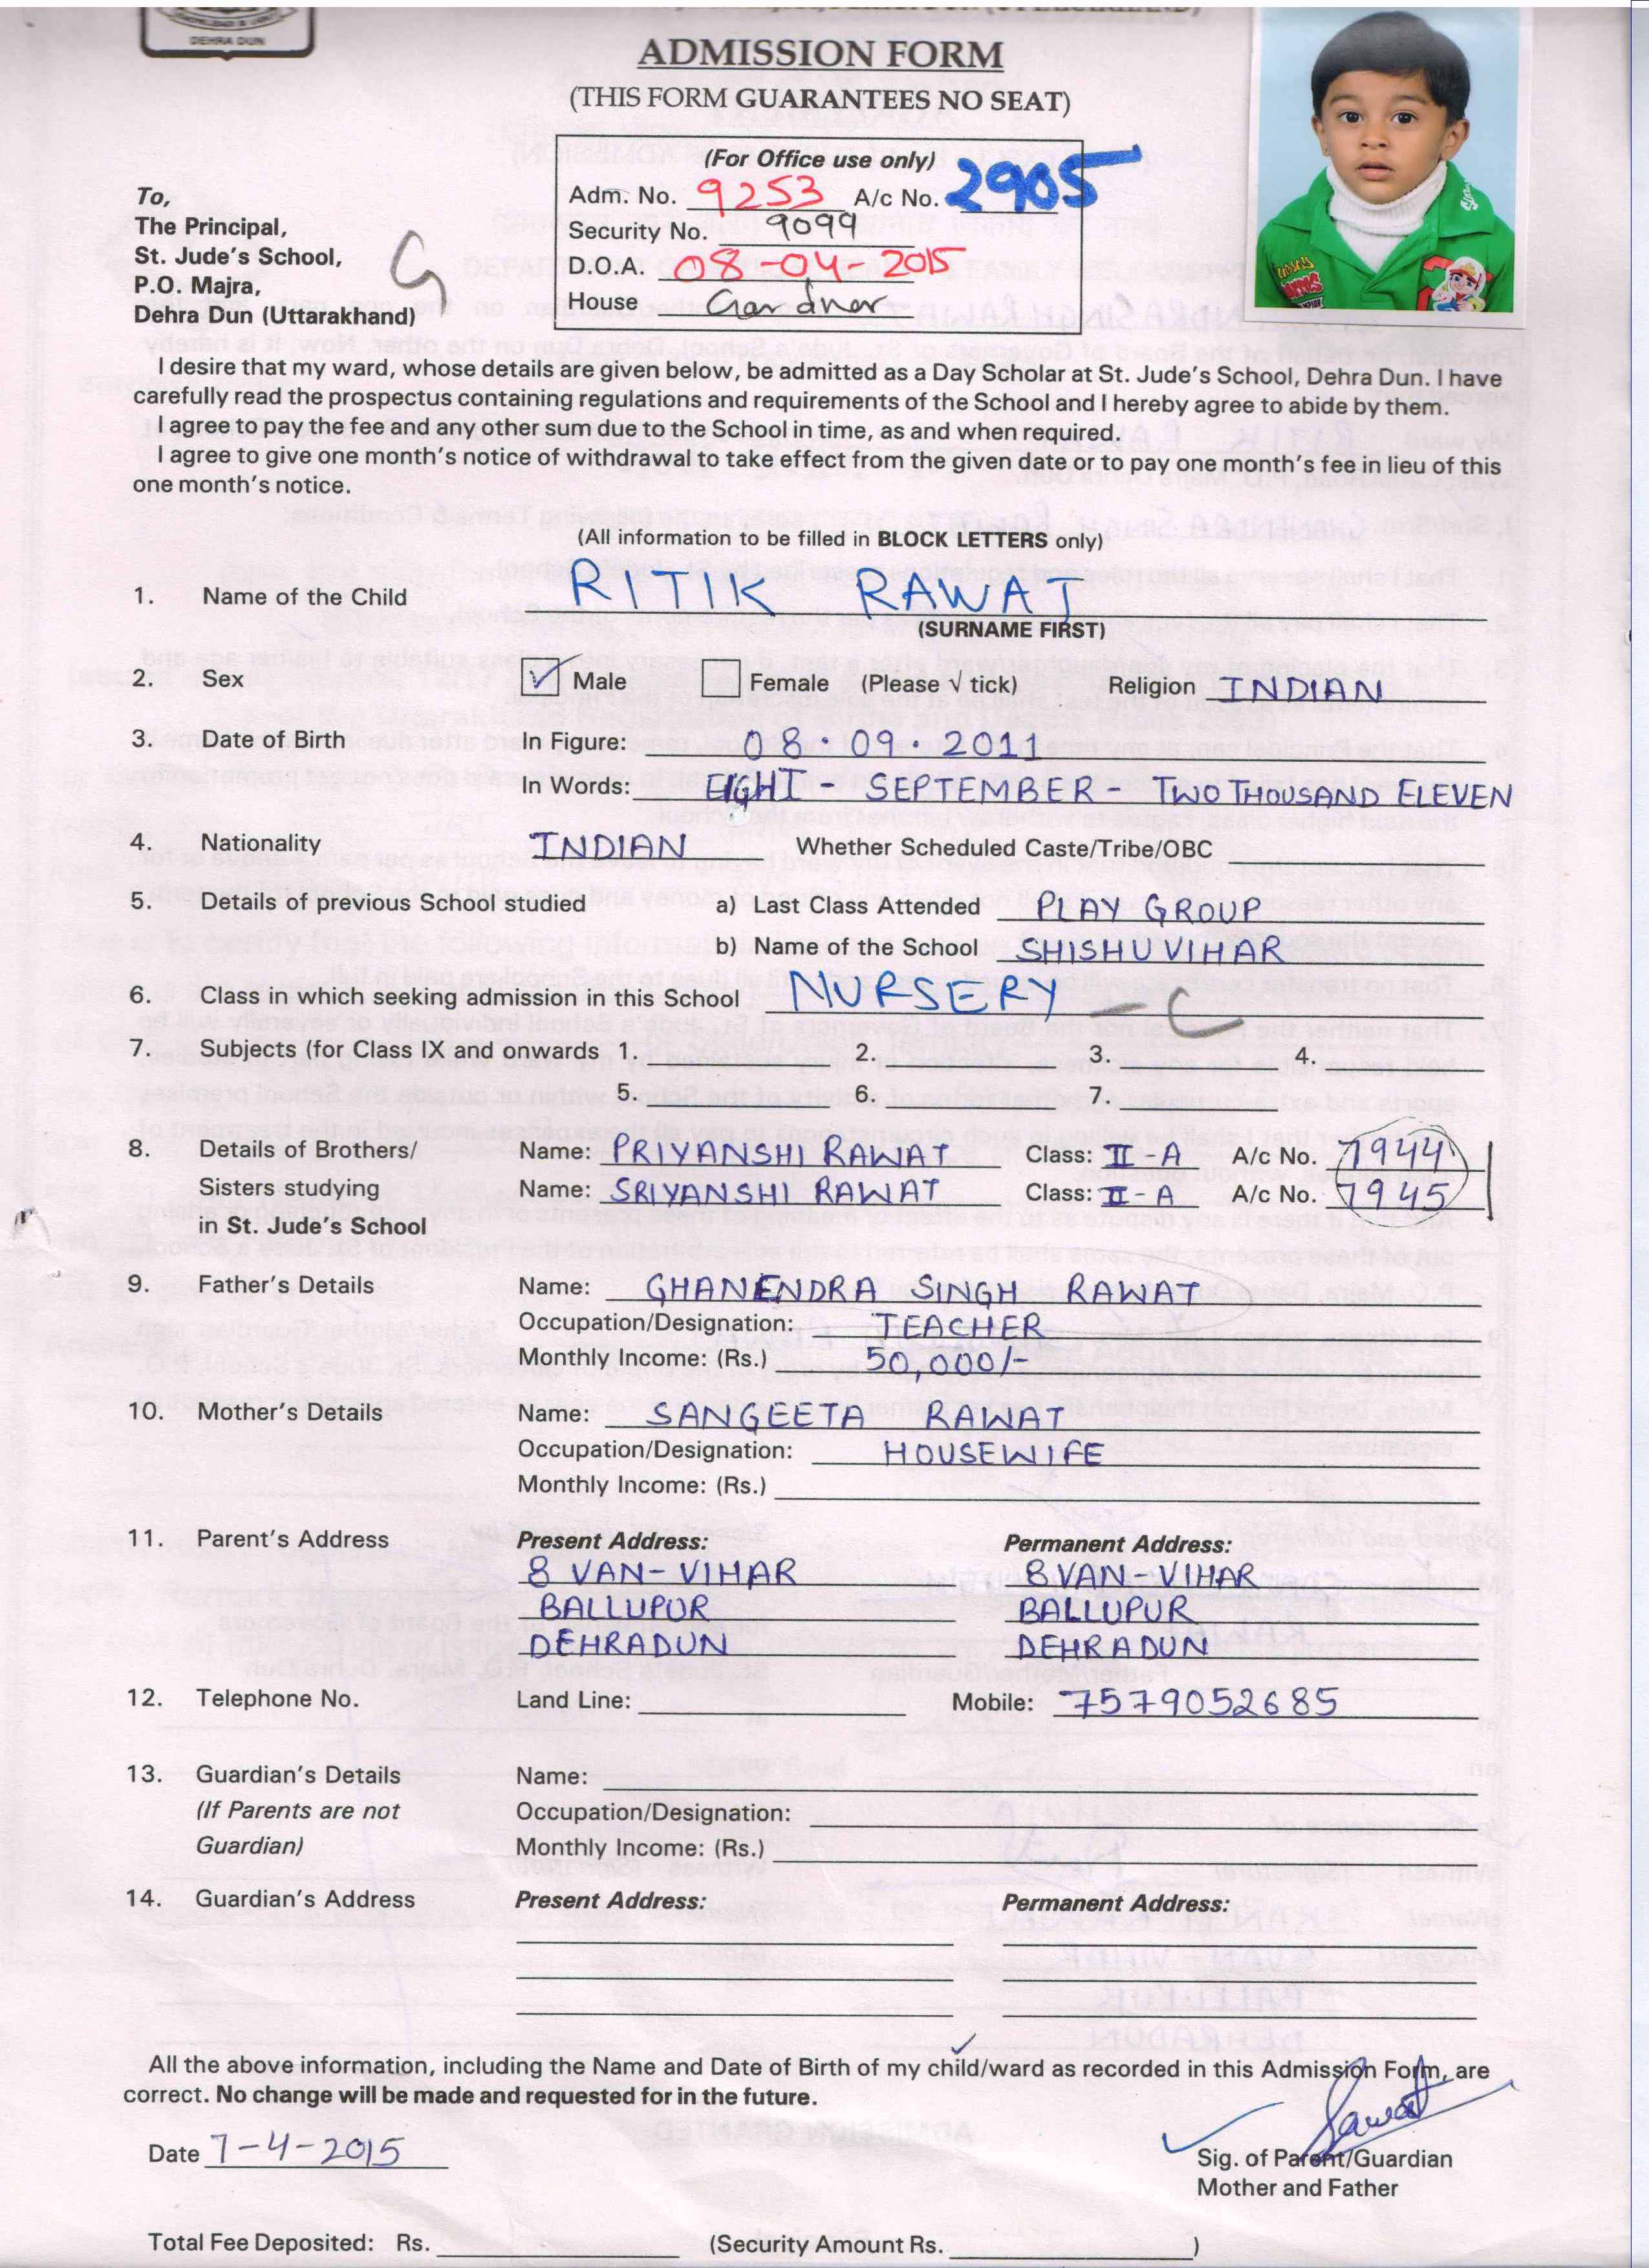 DEHRA DUN
ADMISSION FORM
(THIS FORM GUARANTEES NO SEAT)
(For Office use only)
Adm. No. 9253 A/c No. 2905
Security No. 9099
D.O.A. 08-04-2015
House Gardner
To,
The Principal,
St. Jude's School,
P.O. Majra,
Dehra Dun (Uttarakhand)
G
I desire that my ward, whose details are given below, be admitted as a Day Scholar at St. Jude's School, Dehra Dun. I have
carefully read the prospectus containing regulations and requirements of the School and I hereby agree to abide by them.
I agree to pay the fee and any other sum due to the School in time, as and when required.
I agree to give one month's notice of withdrawal to take effect from the given date or to pay one month's fee in lieu of this
one month's notice.
(All information to be filled in BLOCK LETTERS only)
1. Name of the Child RITIK RAWAT
(SURNAME FIRST)
2. Sex Male Female (Please √ tick) Religion INDIAN
3. Date of Birth In Figure: 08.09.2011
In Words: EIGHT - SEPTEMBER - TWO THOUSAND ELEVEN
4. Nationality INDIAN Whether Scheduled Caste/Tribe/OBC
5. Details of previous School studied a) Last Class Attended PLAY GROUP
b) Name of the School SHISHU VIHAR
6. Class in which seeking admission in this School NURSERY - C
7. Subjects (for Class IX and onwards 1. 2. 3. 4.
5. 6. 7.
8. Details of Brothers/ Name: PRIYANSHI RAWAT Class: II - A A/c No. 7944
Sisters studying Name: SRIYANSHI RAWAT Class: II - A A/c No. 7945
in St. Jude's School
9. Father's Details Name: GHANENDRA SINGH RAWAT
Occupation/Designation: TEACHER
Monthly Income: (Rs.) 50,000/-
10. Mother's Details Name: SANGEETA RAWAT
Occupation/Designation: HOUSEWIFE
Monthly Income: (Rs.)
11. Parent's Address Present Address: Permanent Address:
8 VAN-VIHAR 8 VAN-VIHAR
BALLUPUR BALLUPUR
DEHRADUN DEHRADUN
12. Telephone No. Land Line: Mobile: 7579052685
13. Guardian's Details Name:
(If Parents are not Occupation/Designation:
Guardian) Monthly Income: (Rs.)
14. Guardian's Address Present Address: Permanent Address:
All the above information, including the Name and Date of Birth of my child/ward as recorded in this Admission Form, are
correct. No change will be made and requested for in the future.
Rawat
Date 7-4-2015
Sig. of Parent/Guardian
Mother and Father
Total Fee Deposited: Rs. (Security Amount Rs. )